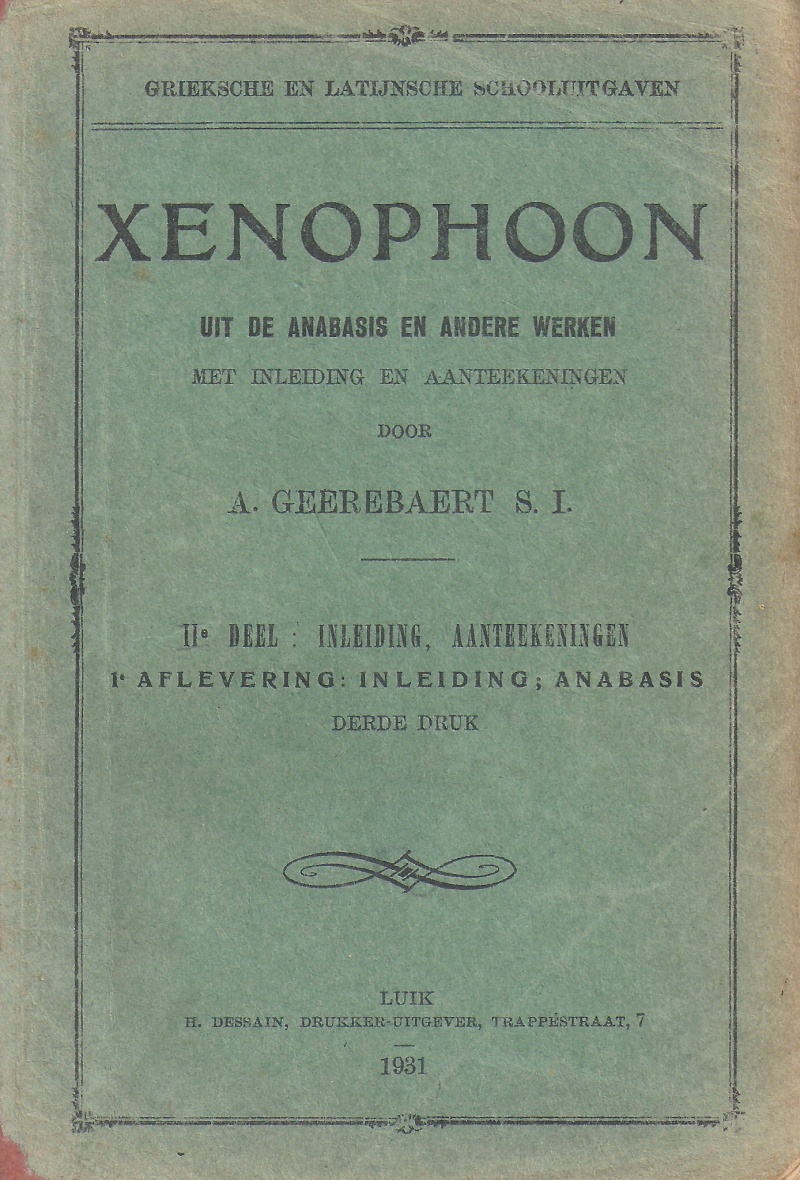 GRIEKSCHE EN LATIJNSCHE SCHOOLUITGAVEN
XENOPHOON
UIT DE ANABASIS EN ANDERE WERKEN
MET INLEIDING EN AANTEEKENINGEN
DOOR
A. GEEREBAERT S. I.
IIe DEEL : INLEIDING, AANTEEKENINGEN
1e AFLEVERING: INLEIDING; ANABASIS
DERDE DRUK
LUIK
H. DESSAIN, DRUKKER-UITGEVER, TRAPPÉSTRAAT, 7
1931